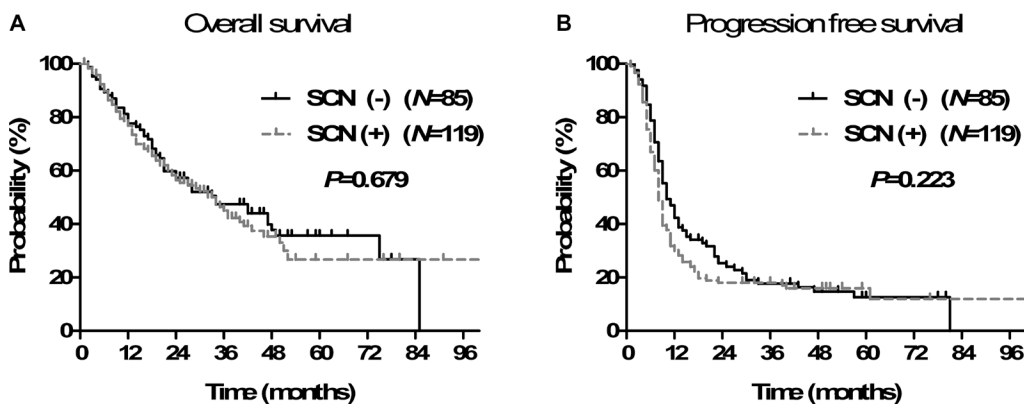 A Overall survival
Probability (%)
100
80
60
40
20
0
SCN (-) (N=85)
SCN (+) (N=119)
P=0.679
0 12 24 36 48 60 72 84 96
Time (months)
B Progression free survival
Probability (%)
100
80
60
40
20
0
SCN (-) (N=85)
SCN (+) (N=119)
P=0.223
0 12 24 36 48 60 72 84 96
Time (months)